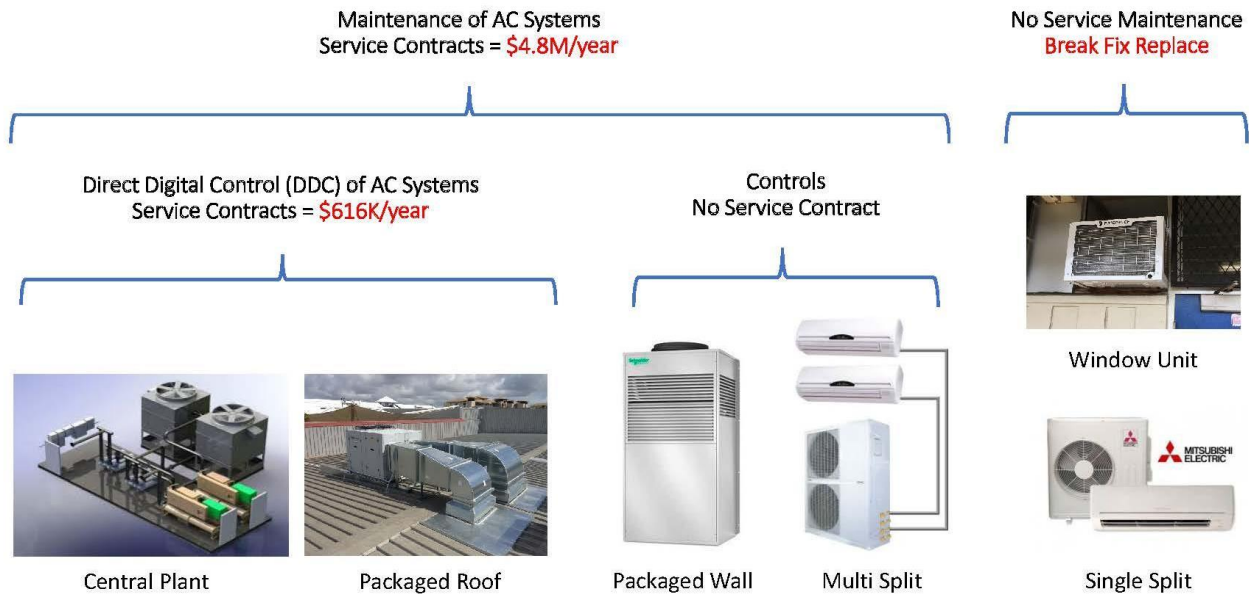 Maintenance of AC Systems
Service Contracts = $4.8M/year
No Service Maintenance
Break Fix Replace
Direct Digital Control (DDC) of AC Systems
Service Contracts = $616K/year
Controls
No Service Contract
Window Unit
MITSUBISHI
ELECTRIC
Central Plant
Packaged Roof
Packaged Wall
Multi Split
Single Split